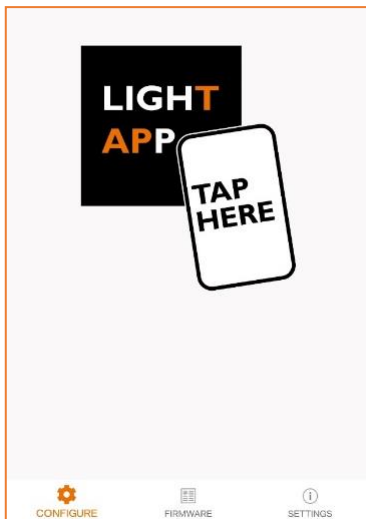 LIGHT
APP
TAP
HERE
CONFIGURE
FIRMWARE
SETTINGS